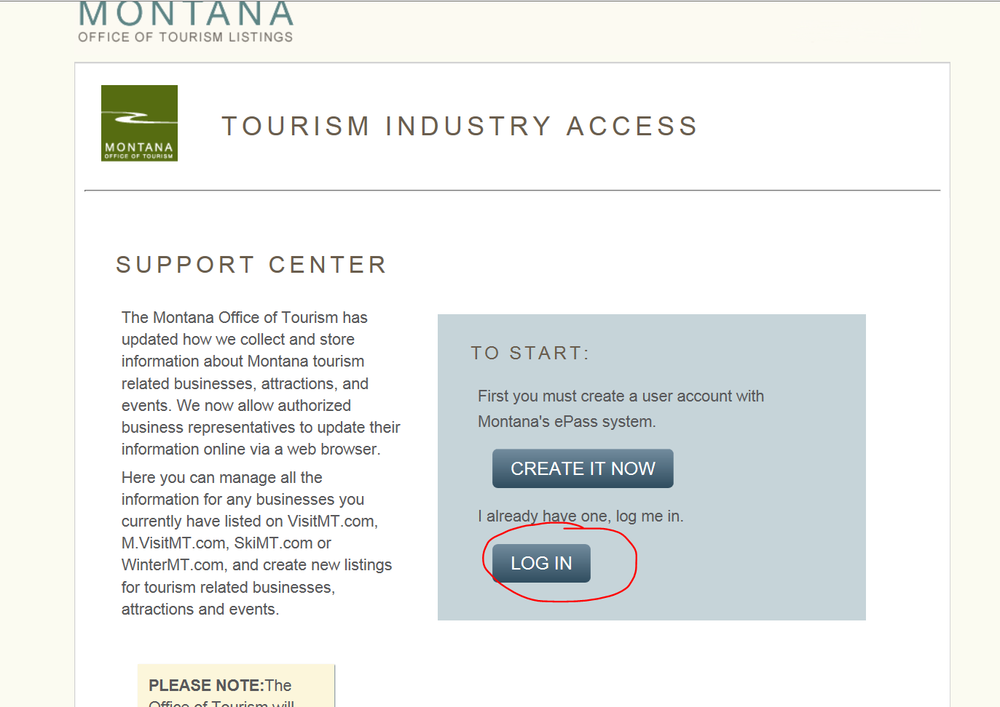 MONTANA
OFFICE OF TOURISM LISTINGS
MONTANA
OFFICE OF TOURISM
TOURISM INDUSTRY ACCESS
SUPPORT CENTER
The Montana Office of Tourism has
updated how we collect and store
information about Montana tourism
related businesses, attractions, and
events. We now allow authorized
business representatives to update their
information online via a web browser.
Here you can manage all the
information for any businesses you
currently have listed on VisitMT.com,
M.VisitMT.com, SkiMT.com or
WinterMT.com, and create new listings
for tourism related businesses,
attractions and events.
TO START:
First you must create a user account with
Montana's ePass system.
CREATE IT NOW
I already have one, log me in.
LOG IN
PLEASE NOTE:The
Office of Tourism will